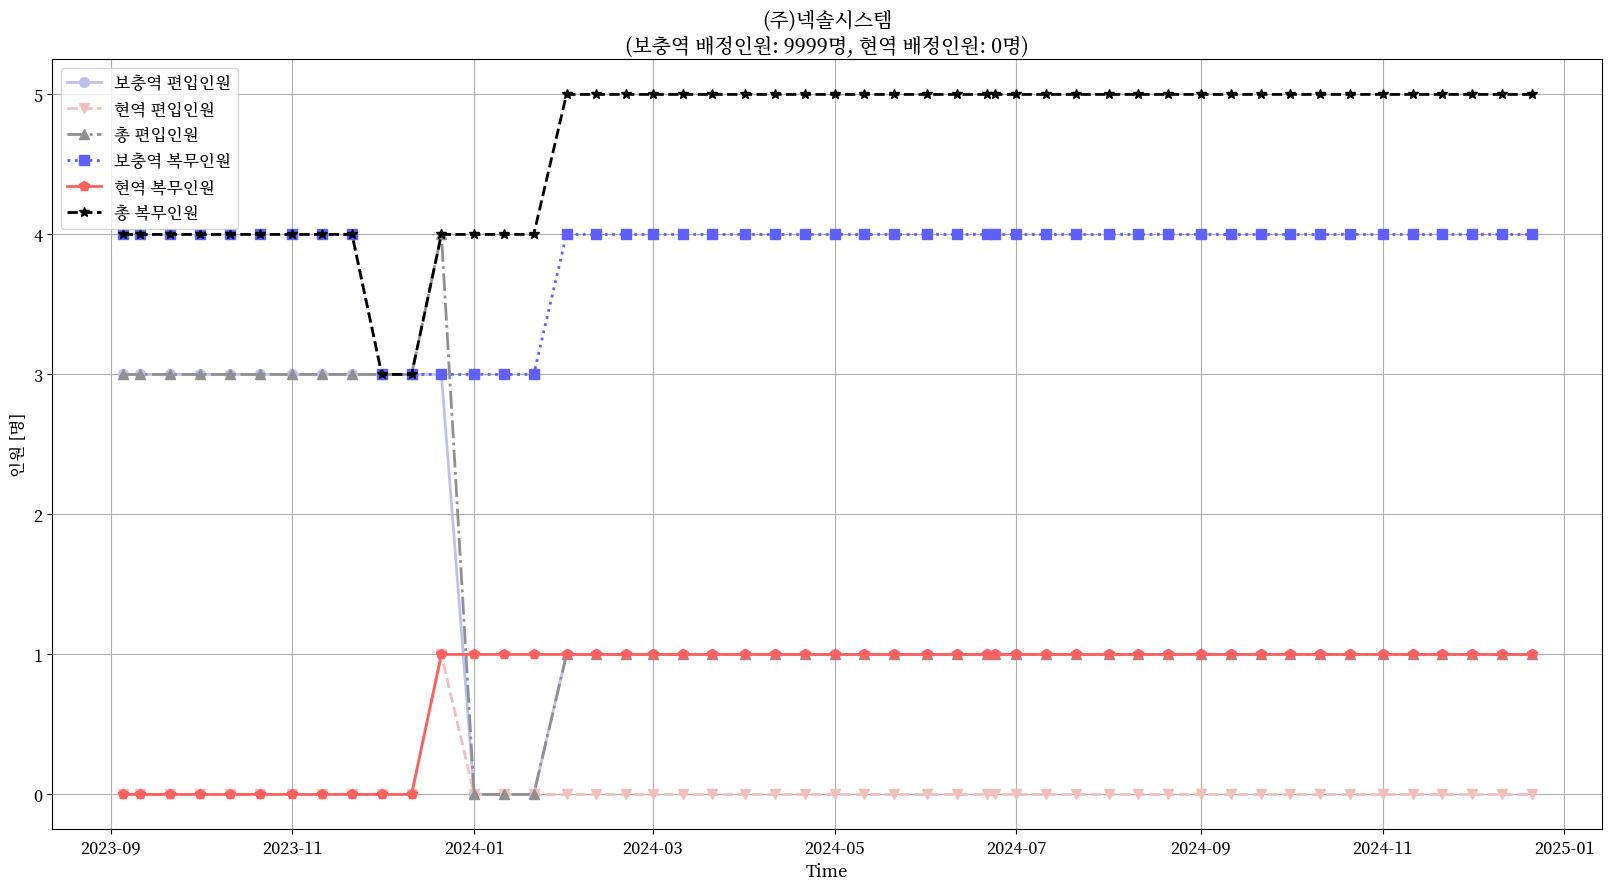 (주)넥솔시스템
(보충역 배정인원: 9999명, 현역 배정인원: 0명)
보충역 편입인원
현역 편입인원
총 편입인원
보충역 복무인원
현역 복무인원
총 복무인원
5
4
3
2
1
0
인원 [명]
2023-09
2023-11
2024-01
2024-03
2024-05
2024-07
2024-09
2024-11
2025-01
Time